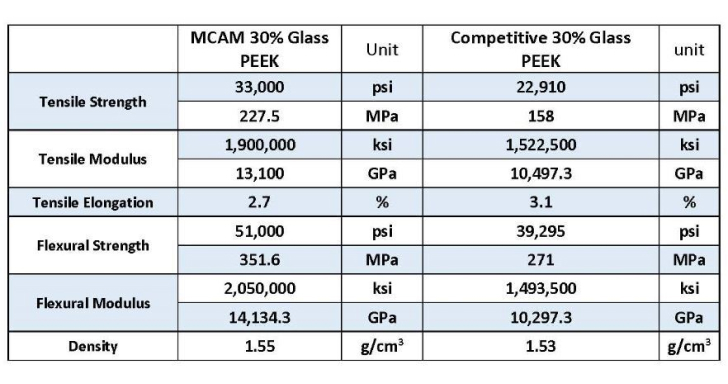 MCAM 30% Glass PEEK Unit Competitive 30% Glass PEEK unit
Tensile Strength 33,000 psi 22,910 psi
227.5 MPa 158 MPa
Tensile Modulus 1,900,000 ksi 1,522,500 ksi
13,100 GPa 10,497.3 GPa
Tensile Elongation 2.7 % 3.1 %
Flexural Strength 51,000 psi 39,295 psi
351.6 MPa 271 MPa
Flexural Modulus 2,050,000 ksi 1,493,500 ksi
14,134.3 GPa 10,297.3 GPa
Density 1.55 g/cm³ 1.53 g/cm³